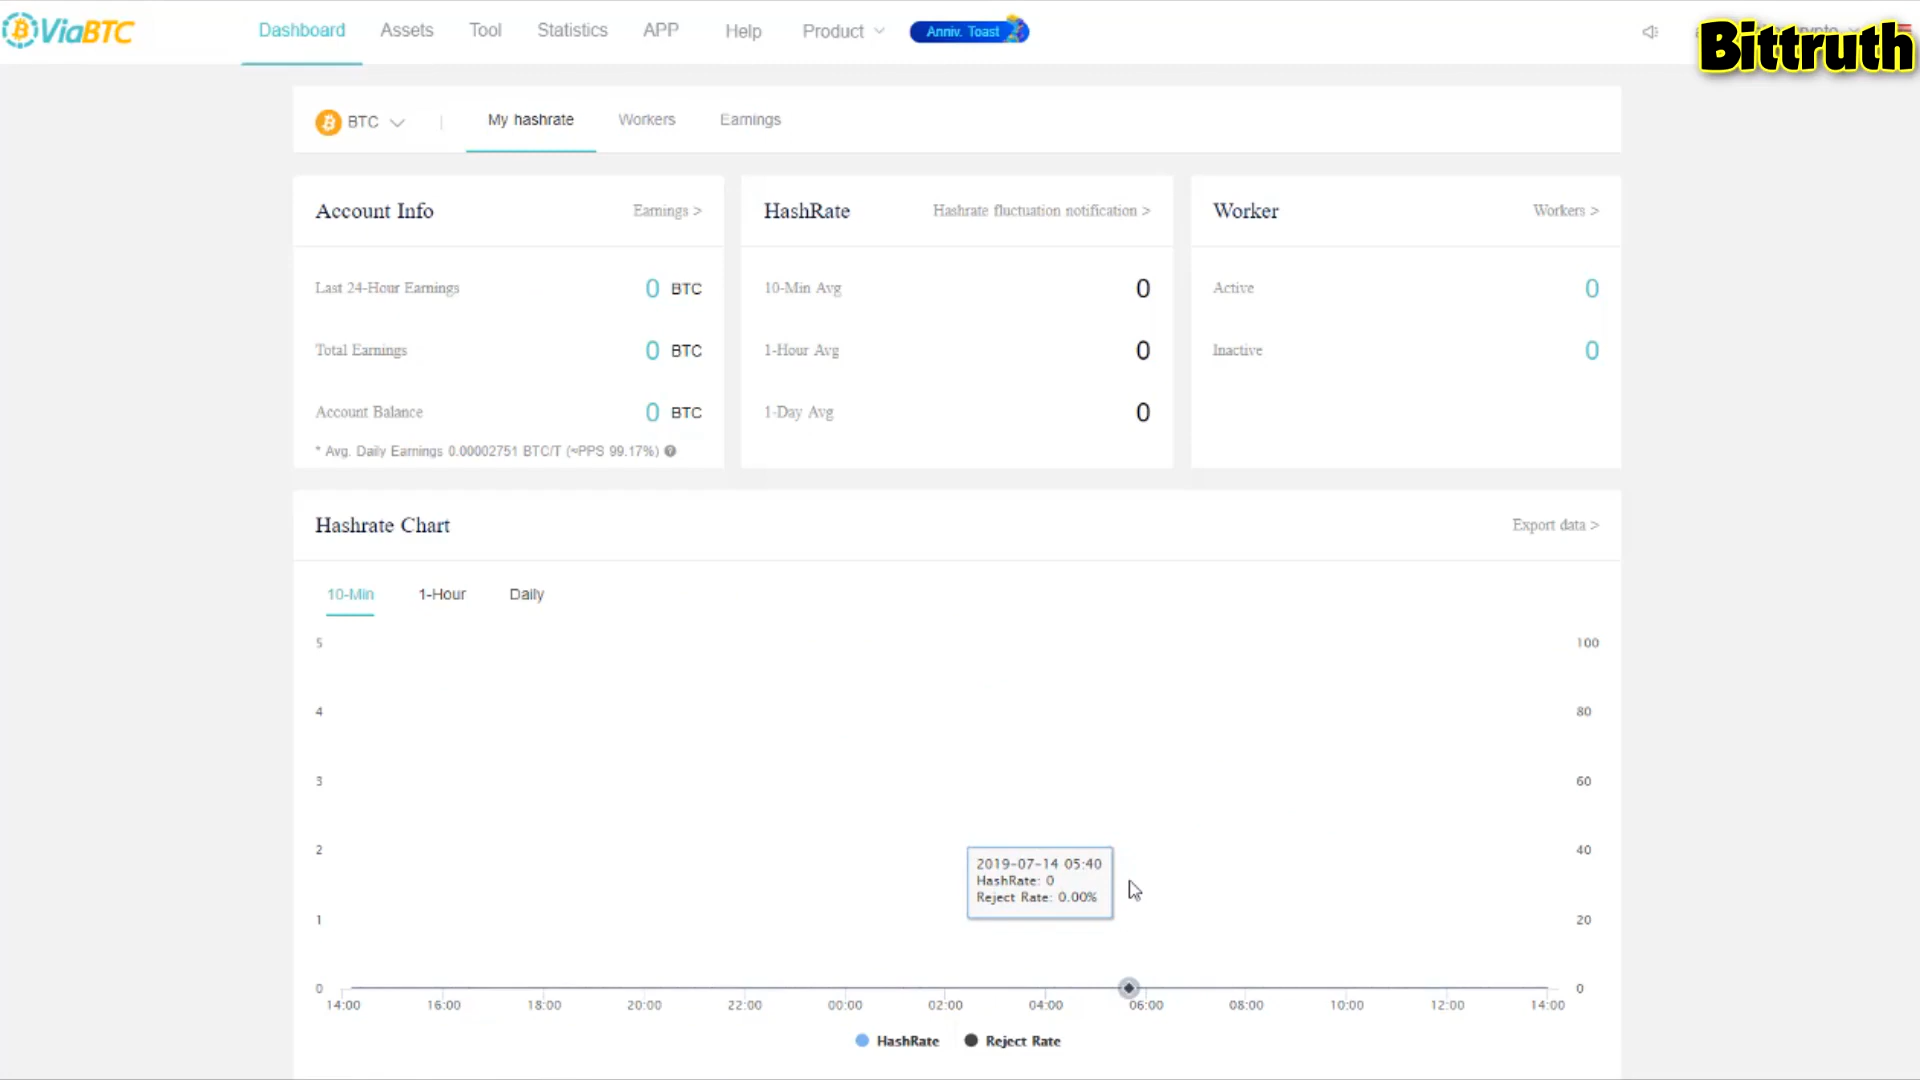 ViaBTC Dashboard Assets Tool Statistics APP Help Product Anniv. Toast
Bittruth
BTC | My hashrate Workers Earnings
Account Info Earnings >
Last 24-Hour Earnings 0 BTC
Total Earnings 0 BTC
Account Balance 0 BTC
* Avg. Daily Earnings 0.00002751 BTC/T (≈PPS 99.17%) ?
HashRate Hashrate fluctuation notification >
10-Min Avg 0
1-Hour Avg 0
1-Day Avg 0
Worker Workers >
Active 0
Inactive 0
Hashrate Chart Export data >
10-Min 1-Hour Daily
5 100
4 80
3 60
2 40
2019-07-14 05:40
HashRate: 0
Reject Rate: 0.00%
1 20
0 0
14:00 16:00 18:00 20:00 22:00 00:00 02:00 04:00 06:00 08:00 10:00 12:00 14:00
HashRate Reject Rate